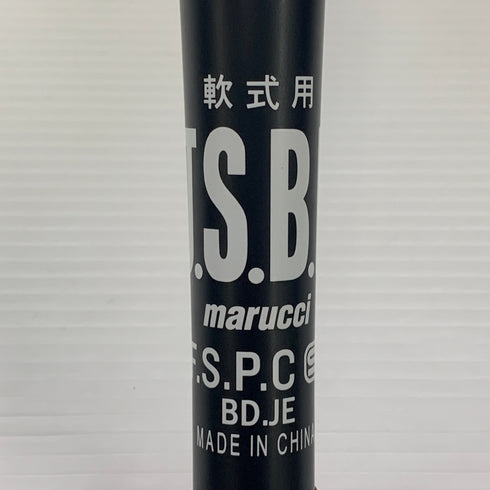 軟式用
J.S.B.
marucci
F.S.P.C S
BD.JE
MADE IN CHINA